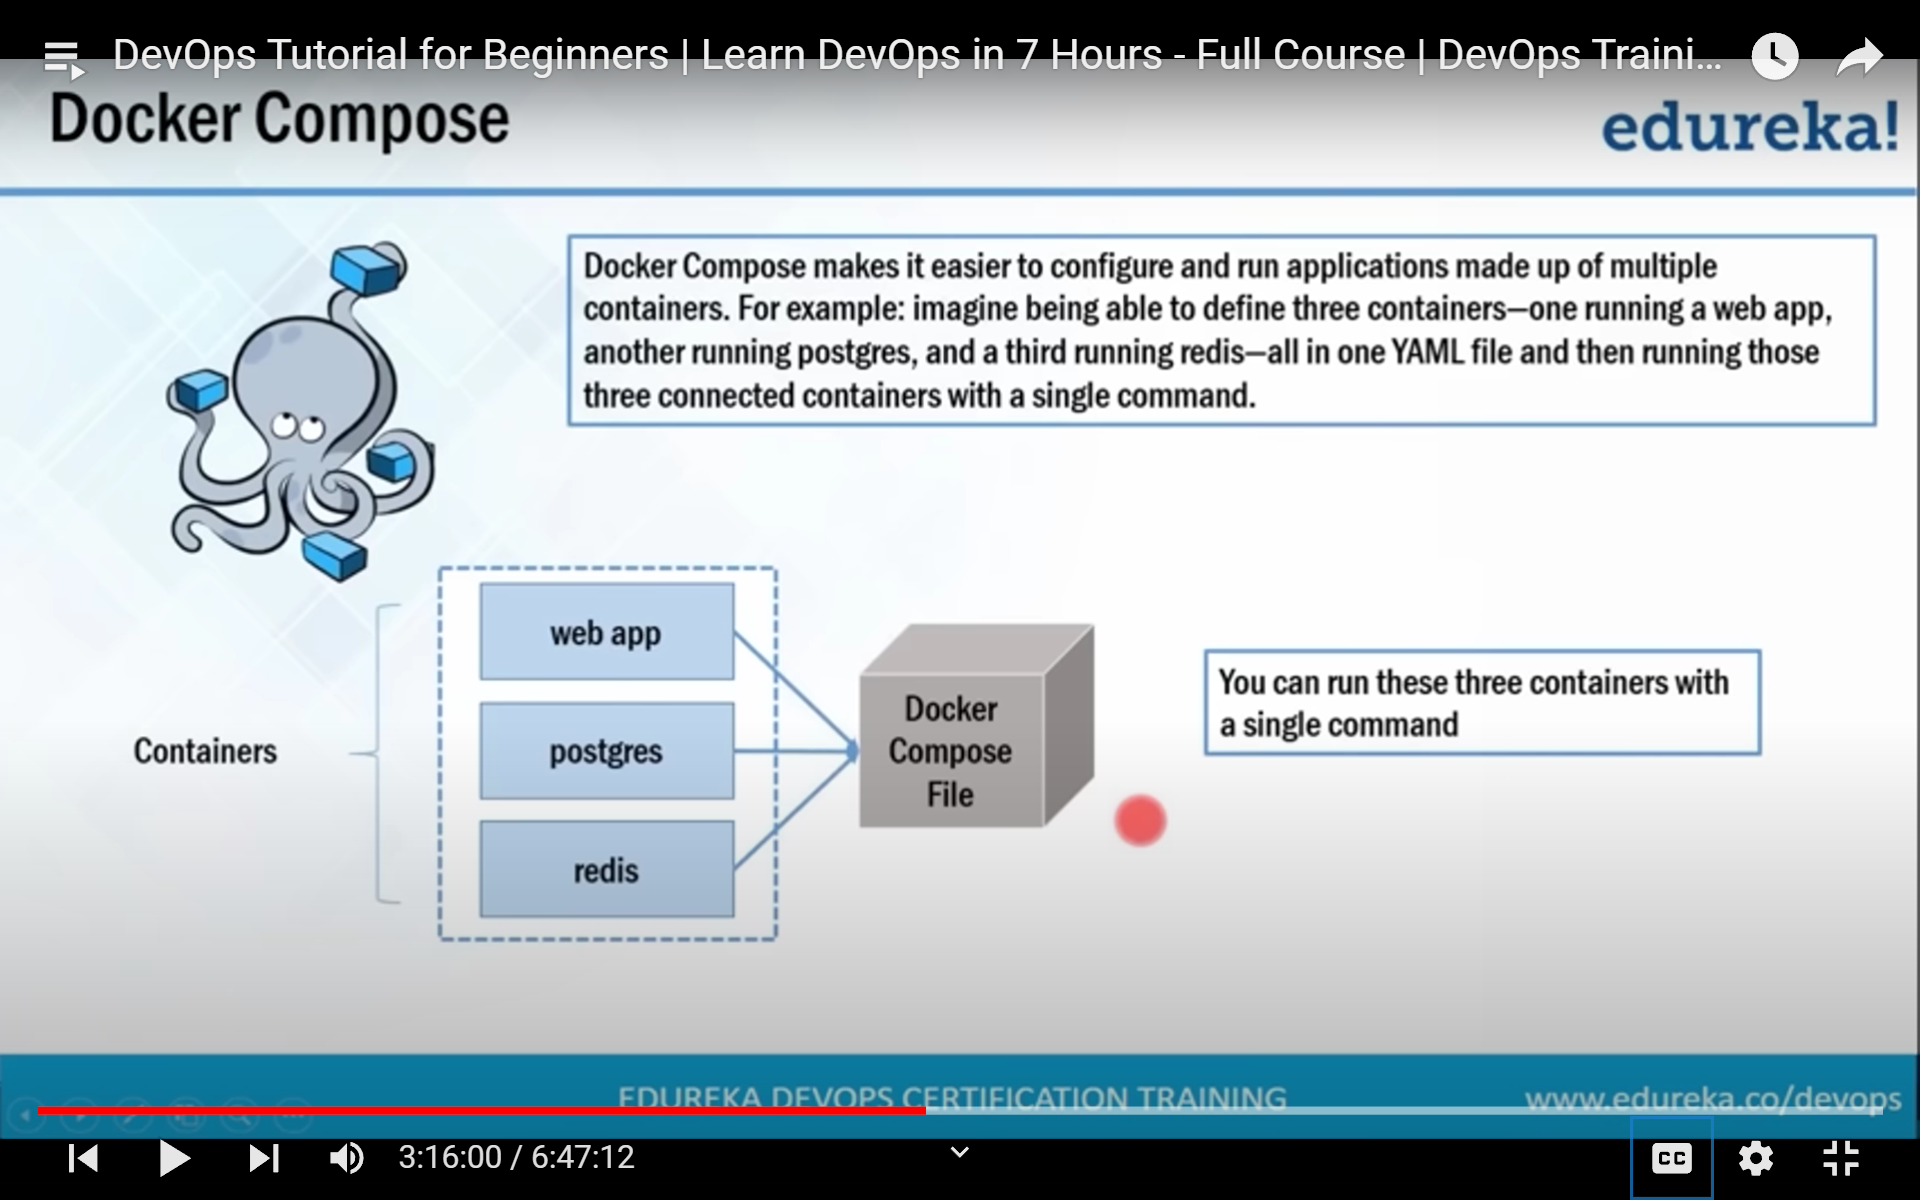 DevOps Tutorial for Beginners | Learn DevOps in 7 Hours - Full Course | DevOps Traini...
Docker Compose
edureka!
Docker Compose makes it easier to configure and run applications made up of multiple
containers. For example: imagine being able to define three containers—one running a web app,
another running postgres, and a third running redis—all in one YAML file and then running those
three connected containers with a single command.
web app
postgres
redis
Containers
Docker
Compose
File
You can run these three containers with
a single command
EDUREKA DEVOPS CERTIFICATION TRAINING
www.edureka.co/devops
3:16:00 / 6:47:12
CC